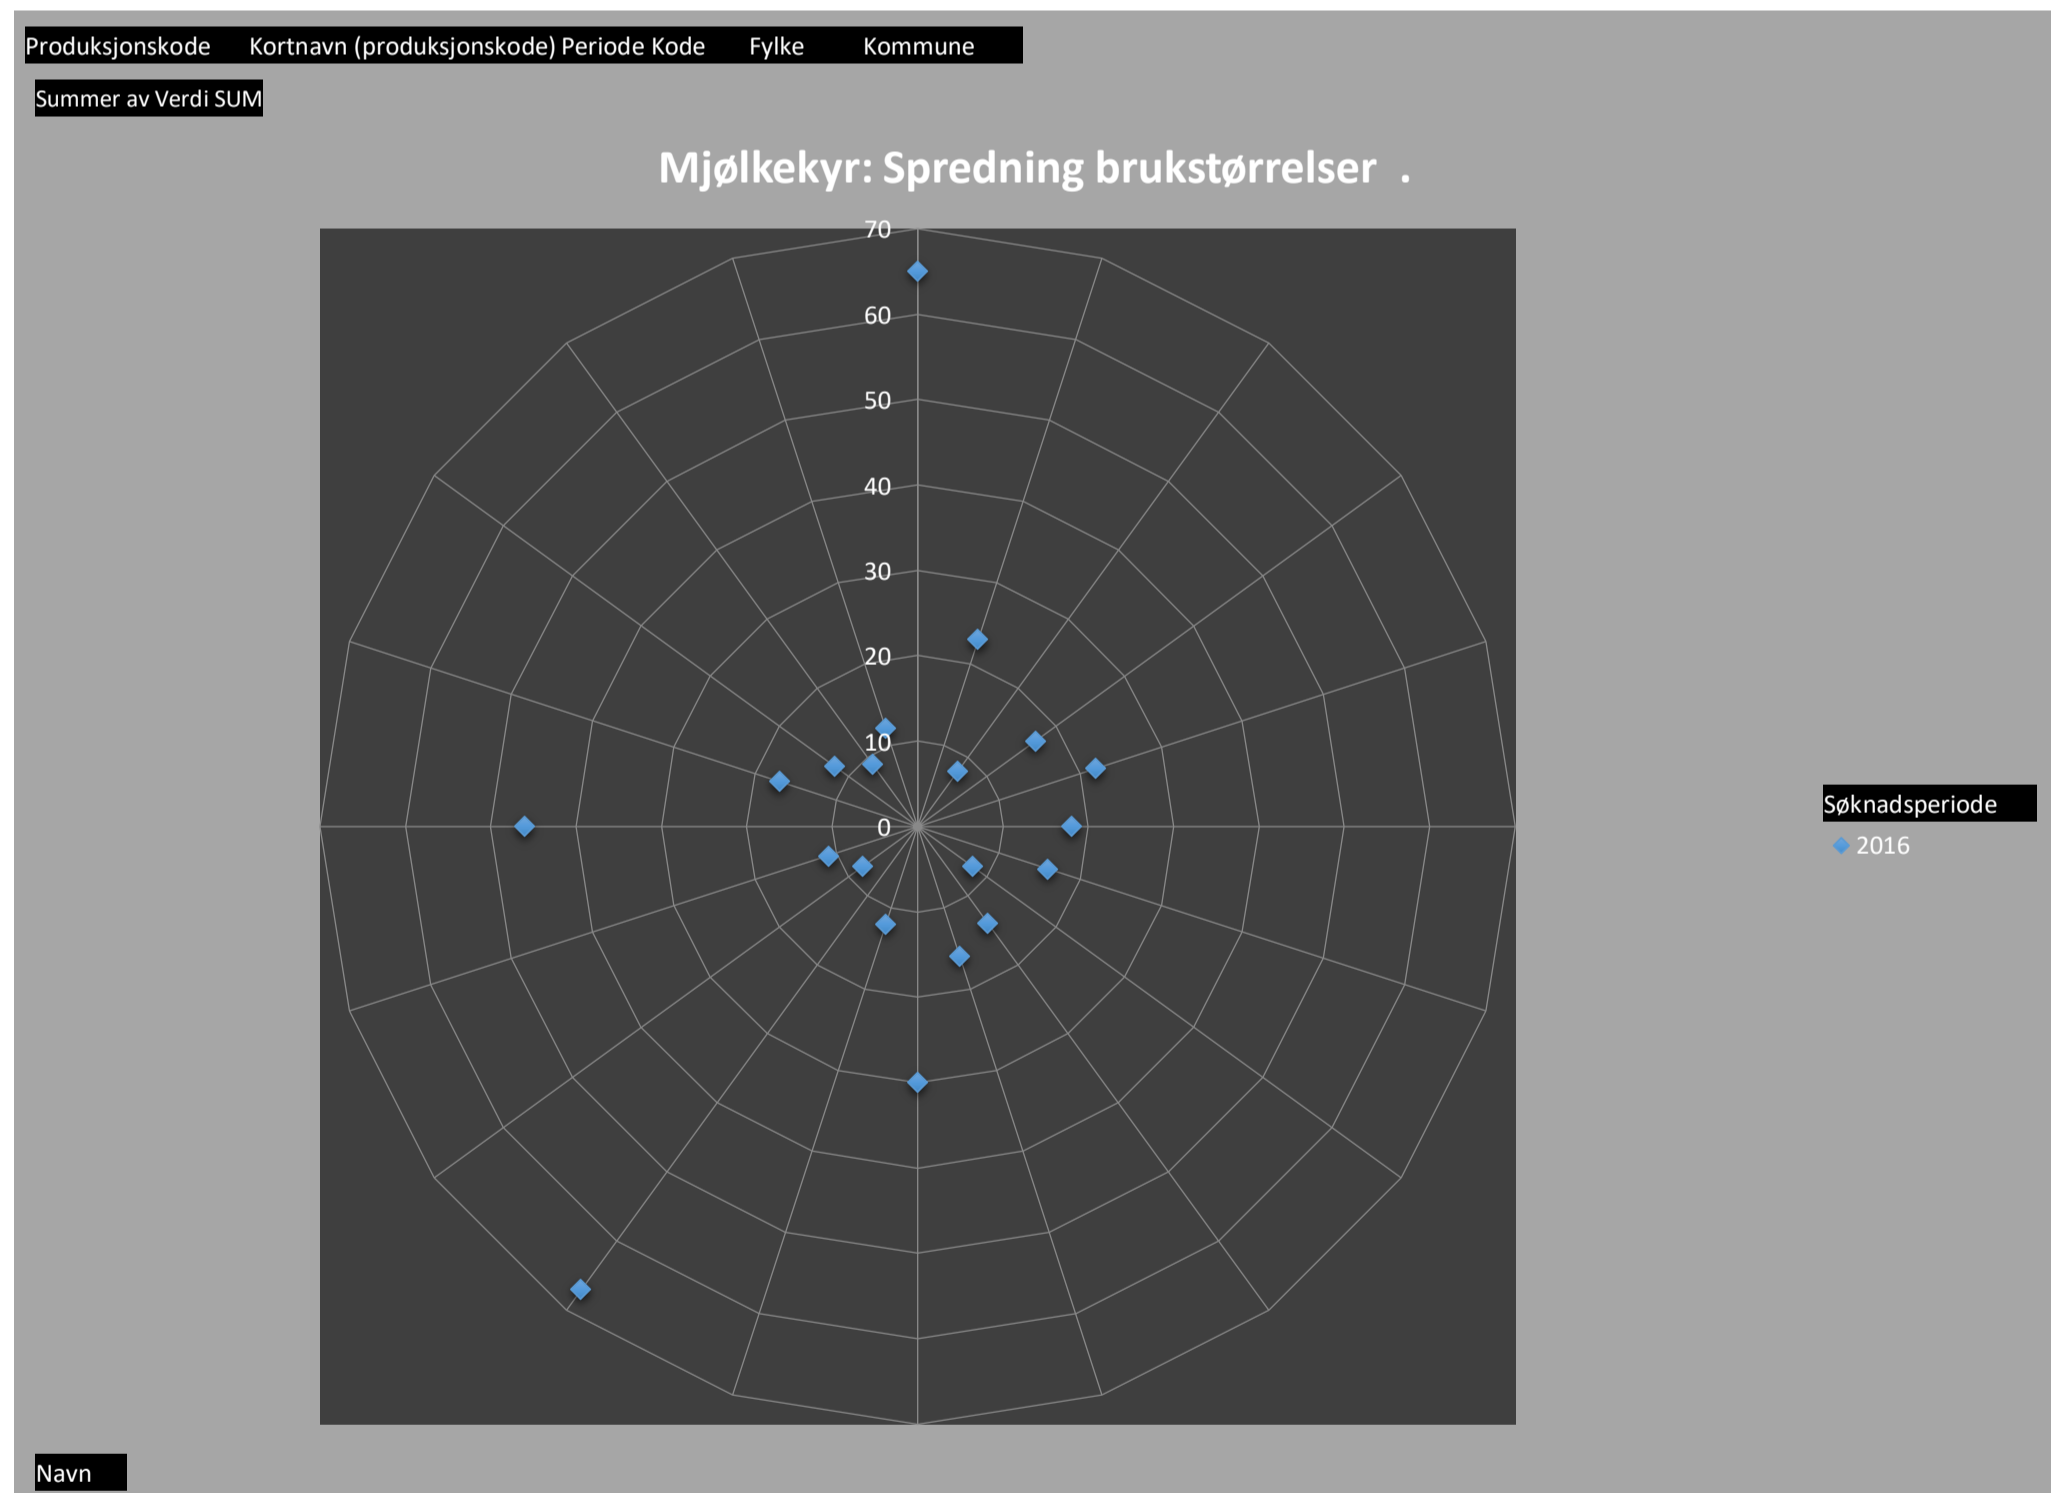 Produksjonskode Kortnavn (produksjonskode) Periode Kode Fylke Kommune
Summer av Verdi SUM
Mjølkekyr: Spredning brukstørrelser .
70
60
50
40
30
20
10
0
Søknadsperiode
2016
Navn